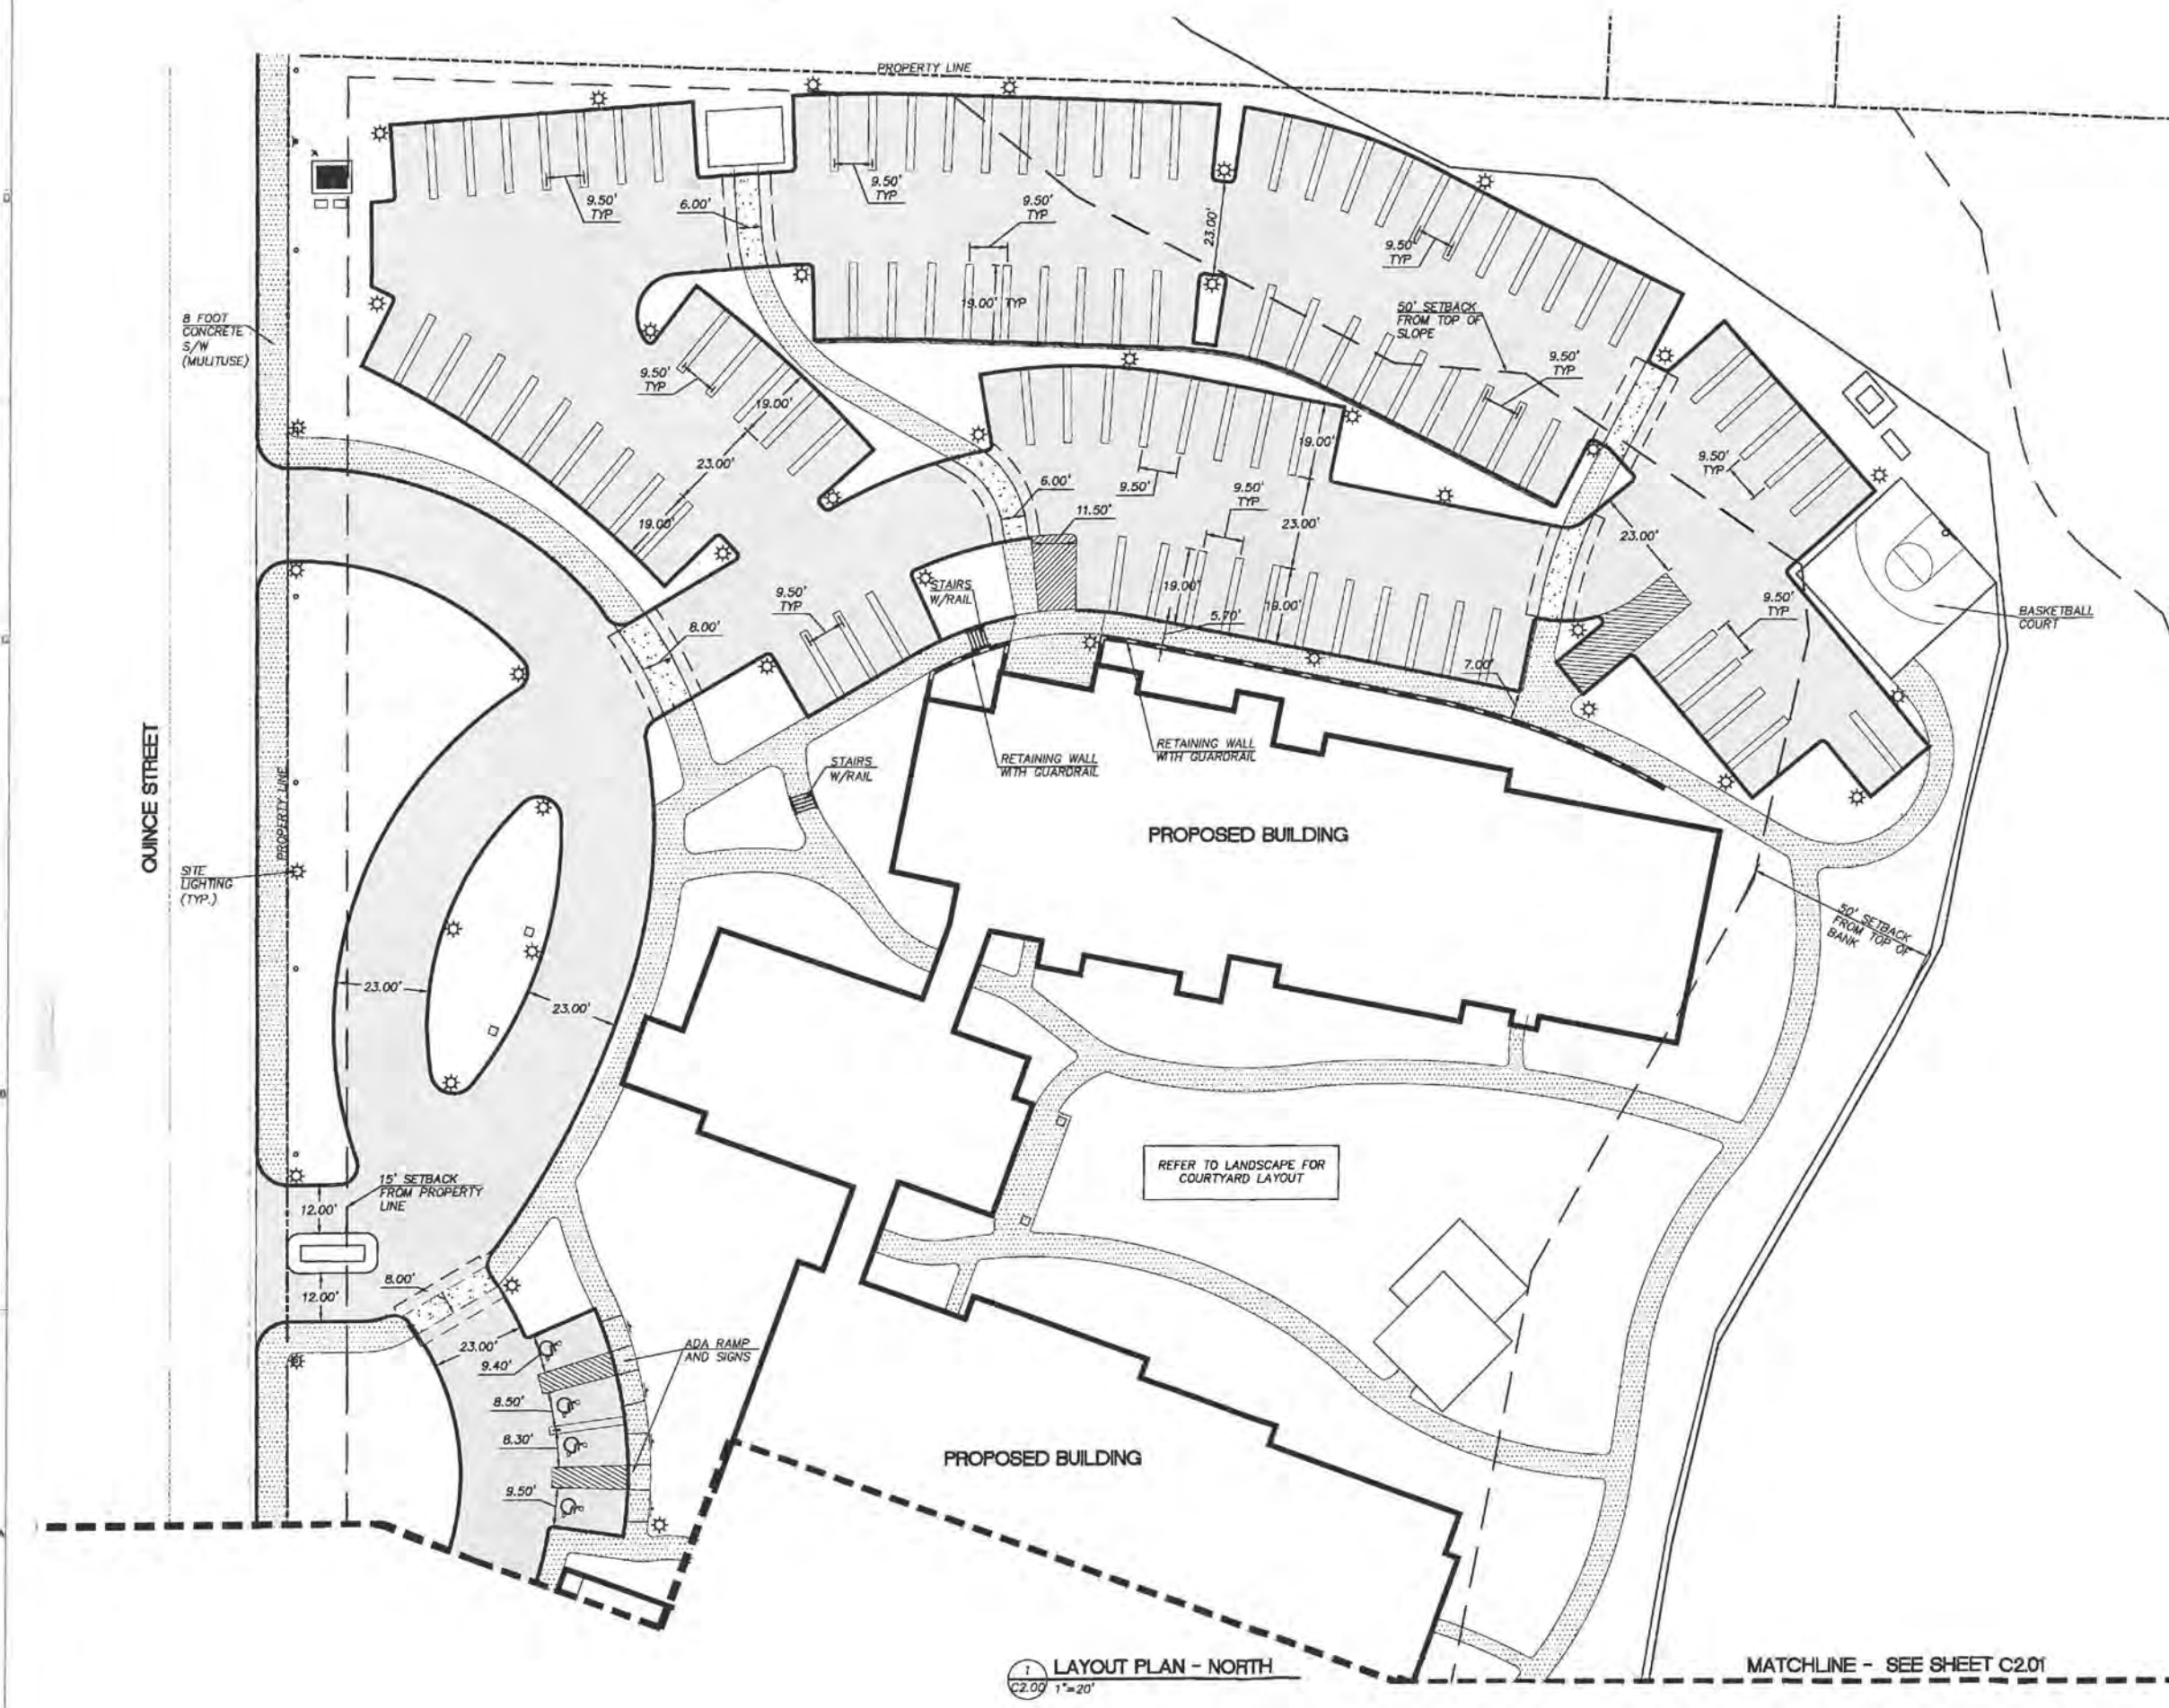 PROPERTY LINE
9.50'
TYP
6.00'
9.50'
TYP
9.50'
TYP
23.00'
9.50'
TYP
19.00' TYP
8 FOOT
CONCRETE
S/W
(MULITUSE)
50' SETBACK
FROM TOP OF
SLOPE
9.50'
TYP
9.50'
TYP
19.00'
23.00'
19.00'
19.00'
9.50'
9.50'
TYP
6.00'
11.50'
23.00'
9.50'
TYP
23.00'
9.50'
TYP
STAIRS
W/RAIL
19.00'
19.00'
5.70'
9.50'
TYP
BASKETBALL
COURT
8.00'
7.00'
QUINCE STREET
PROPERTY LINE
STAIRS
W/RAIL
RETAINING WALL
WITH GUARDRAIL
RETAINING WALL
WITH GUARDRAIL
PROPOSED BUILDING
SITE
LIGHTING
(TYP.)
50' SETBACK
FROM TOP OF
BANK
23.00'
23.00'
REFER TO LANDSCAPE FOR
COURTYARD LAYOUT
15' SETBACK
FROM PROPERTY
LINE
12.00'
8.00'
12.00'
23.00'
9.40'
ADA RAMP
AND SIGNS
8.50'
8.30'
9.50'
PROPOSED BUILDING
1
C2.00
LAYOUT PLAN - NORTH
1"=20'
MATCHLINE - SEE SHEET C2.01